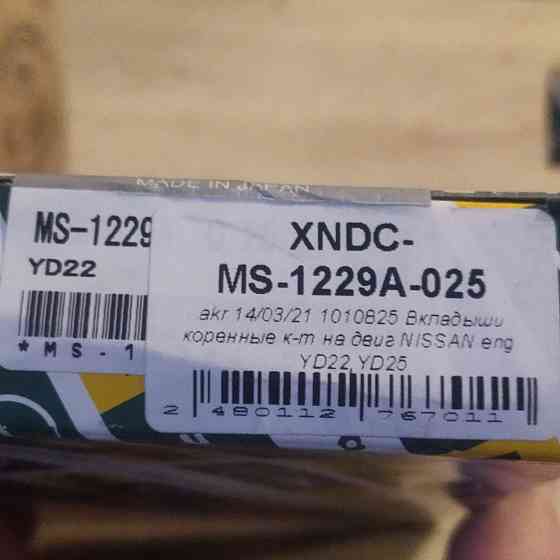 MADE IN JAPAN
MS-1229
YD22
*MS-1
XNDC-
MS-1229A-025
akr 14/03/21 1010825 Вкладыши
коренные к-т на двиг NISSAN eng
YD22,YD25
2 480112 767011